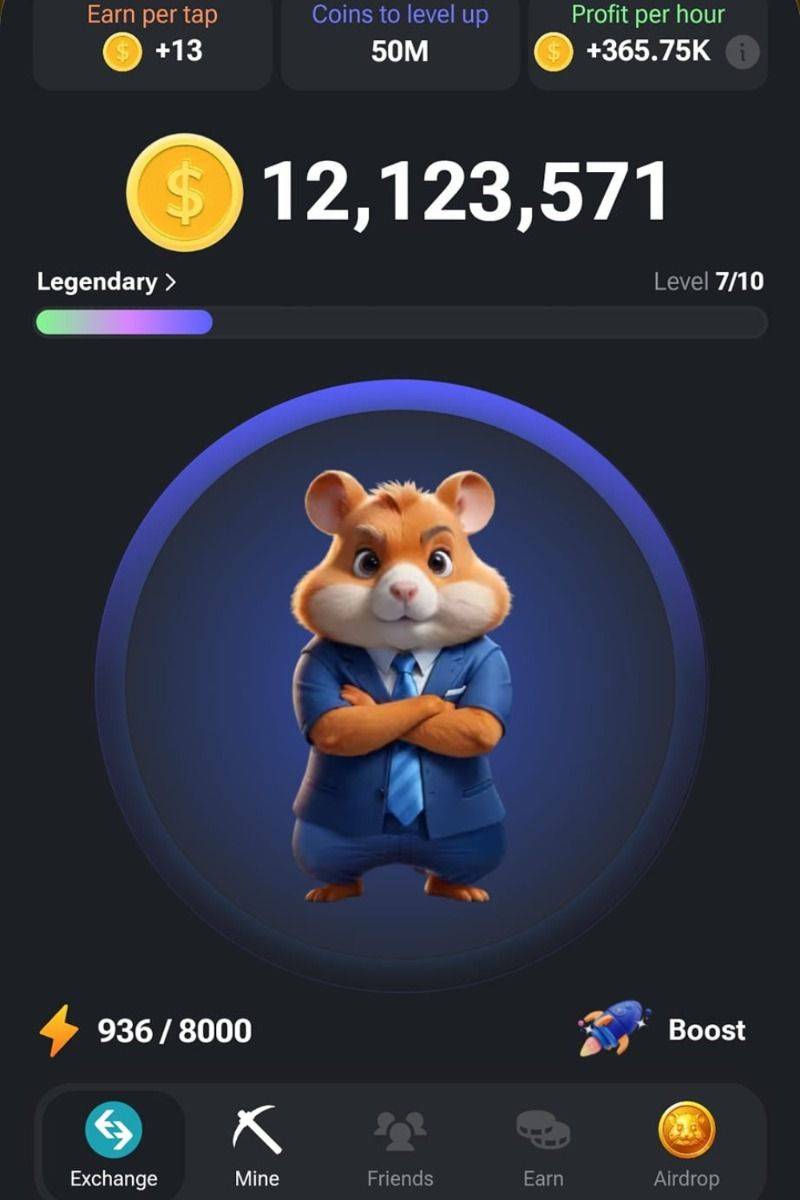 Earn per tap
+13
Coins to level up
50M
Profit per hour
+365.75K
12,123,571
Legendary >
Level 7/10
936 / 8000
Boost
Exchange
Mine
Friends
Earn
Airdrop